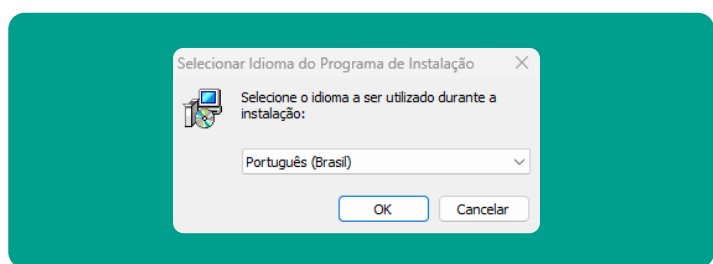 Selecionar Idioma do Programa de Instalação
Selecione o idioma a ser utilizado durante a
instalação:
Português (Brasil)
OK Cancelar